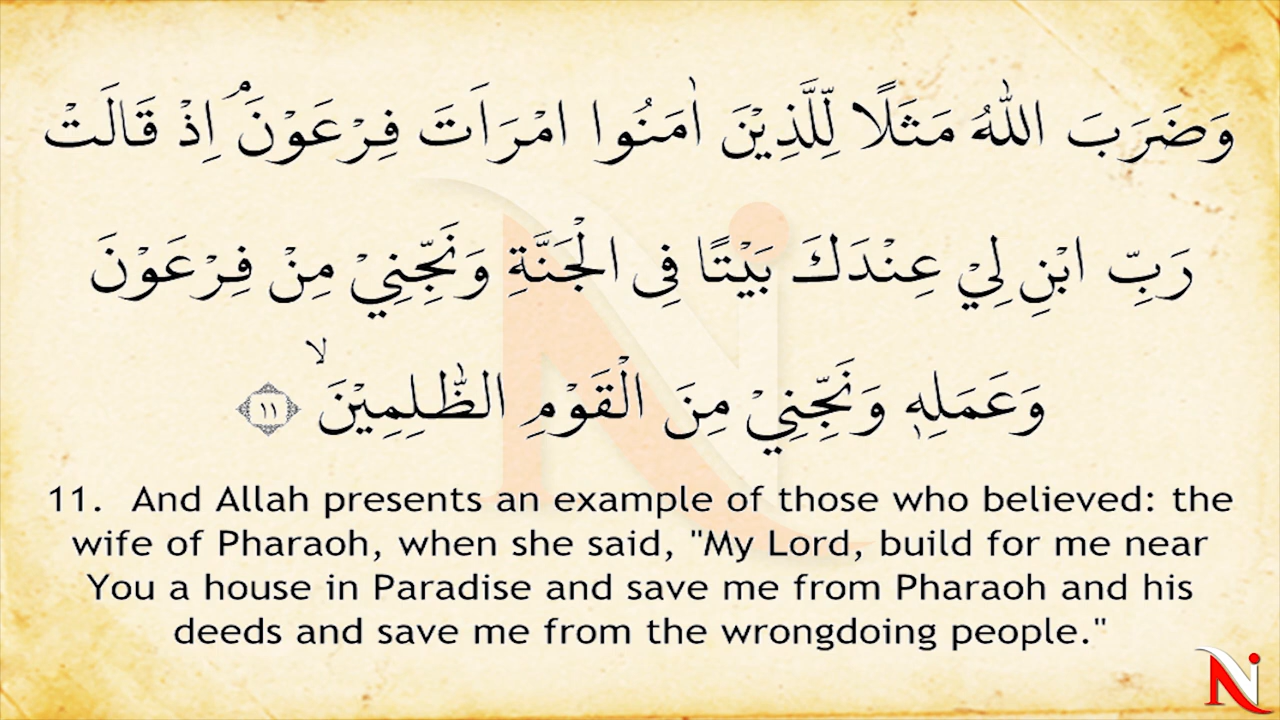 وَضَرَبَ اللّٰهُ مَثَلًا لِّلَّذِيْنَ اٰمَنُوا امْرَاَتَ فِرْعَوْنَ ۘ اِذْ قَالَتْ
رَبِّ ابْنِ لِيْ عِنْدَكَ بَيْتًا فِى الْجَنَّةِ وَنَجِّنِيْ مِنْ فِرْعَوْنَ
وَعَمَلِهٖ وَنَجِّنِيْ مِنَ الْقَوْمِ الظّٰلِمِيْنَ ۙ ۝١١
11. And Allah presents an example of those who believed: the
wife of Pharaoh, when she said, "My Lord, build for me near
You a house in Paradise and save me from Pharaoh and his
deeds and save me from the wrongdoing people."